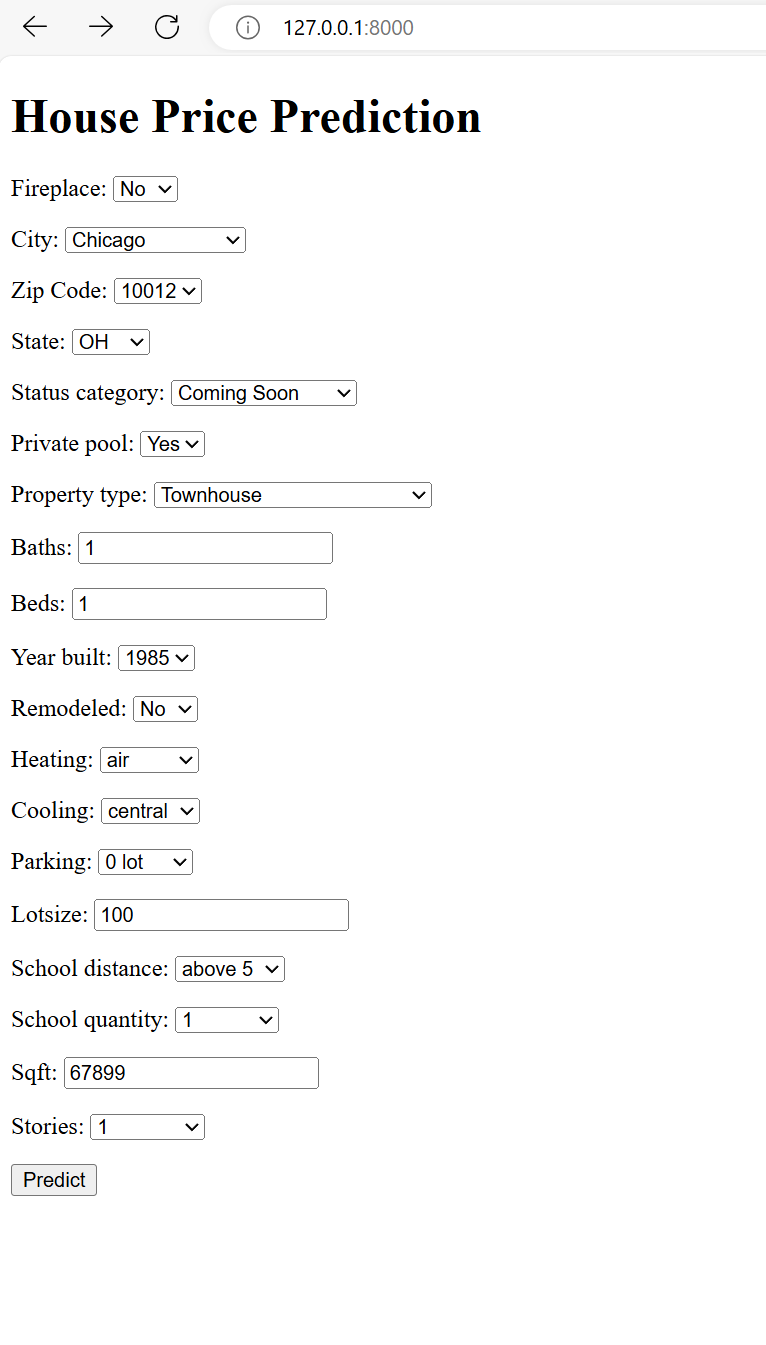 127.0.0.1:8000
House Price Prediction
Fireplace: No
City: Chicago
Zip Code: 10012
State: OH
Status category: Coming Soon
Private pool: Yes
Property type: Townhouse
Baths: 1
Beds: 1
Year built: 1985
Remodeled: No
Heating: air
Cooling: central
Parking: 0 lot
Lotsize: 100
School distance: above 5
School quantity: 1
Sqft: 67899
Stories: 1
Predict